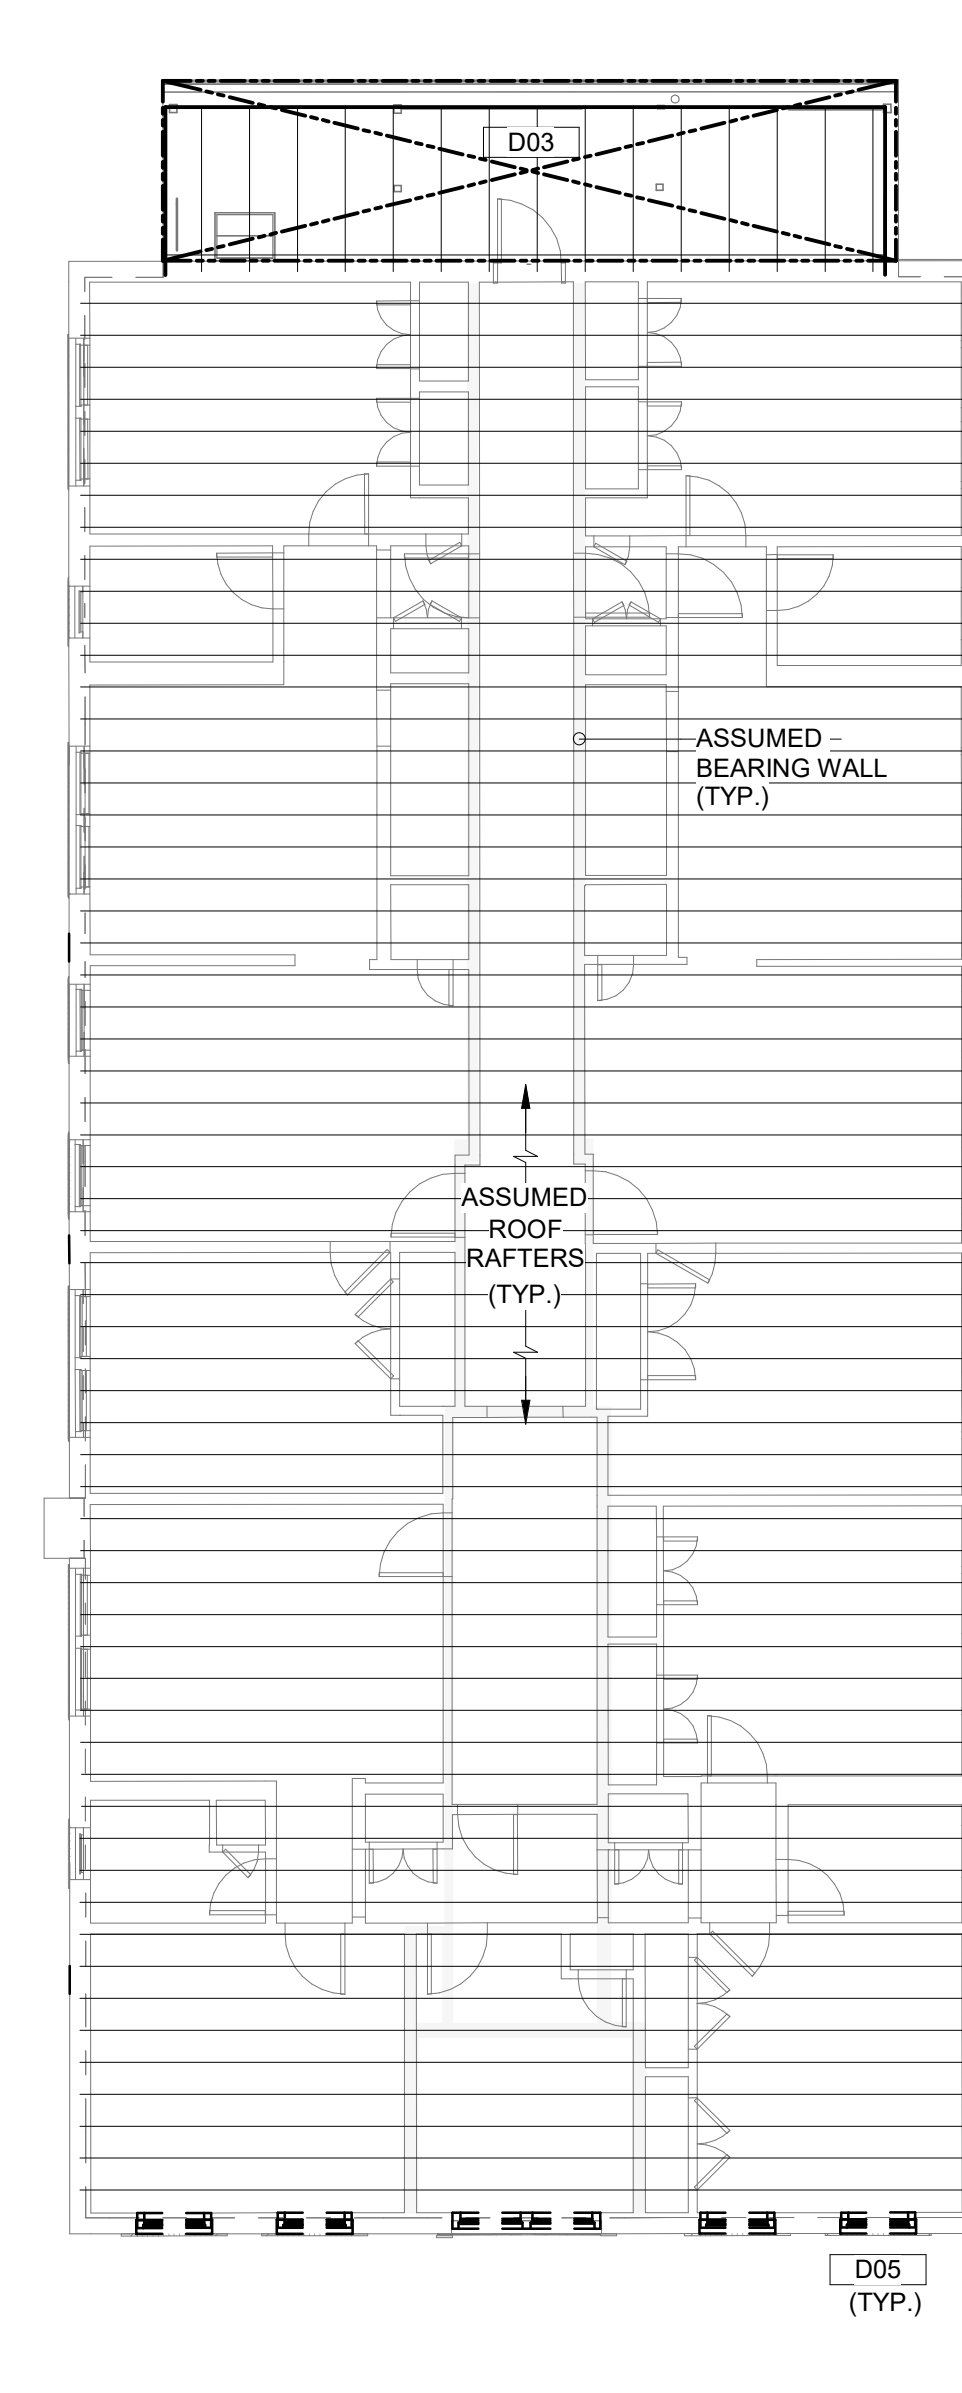 D03
ASSUMED
BEARING WALL
(TYP.)
ASSUMED
ROOF
RAFTERS
(TYP.)
D05
(TYP.)